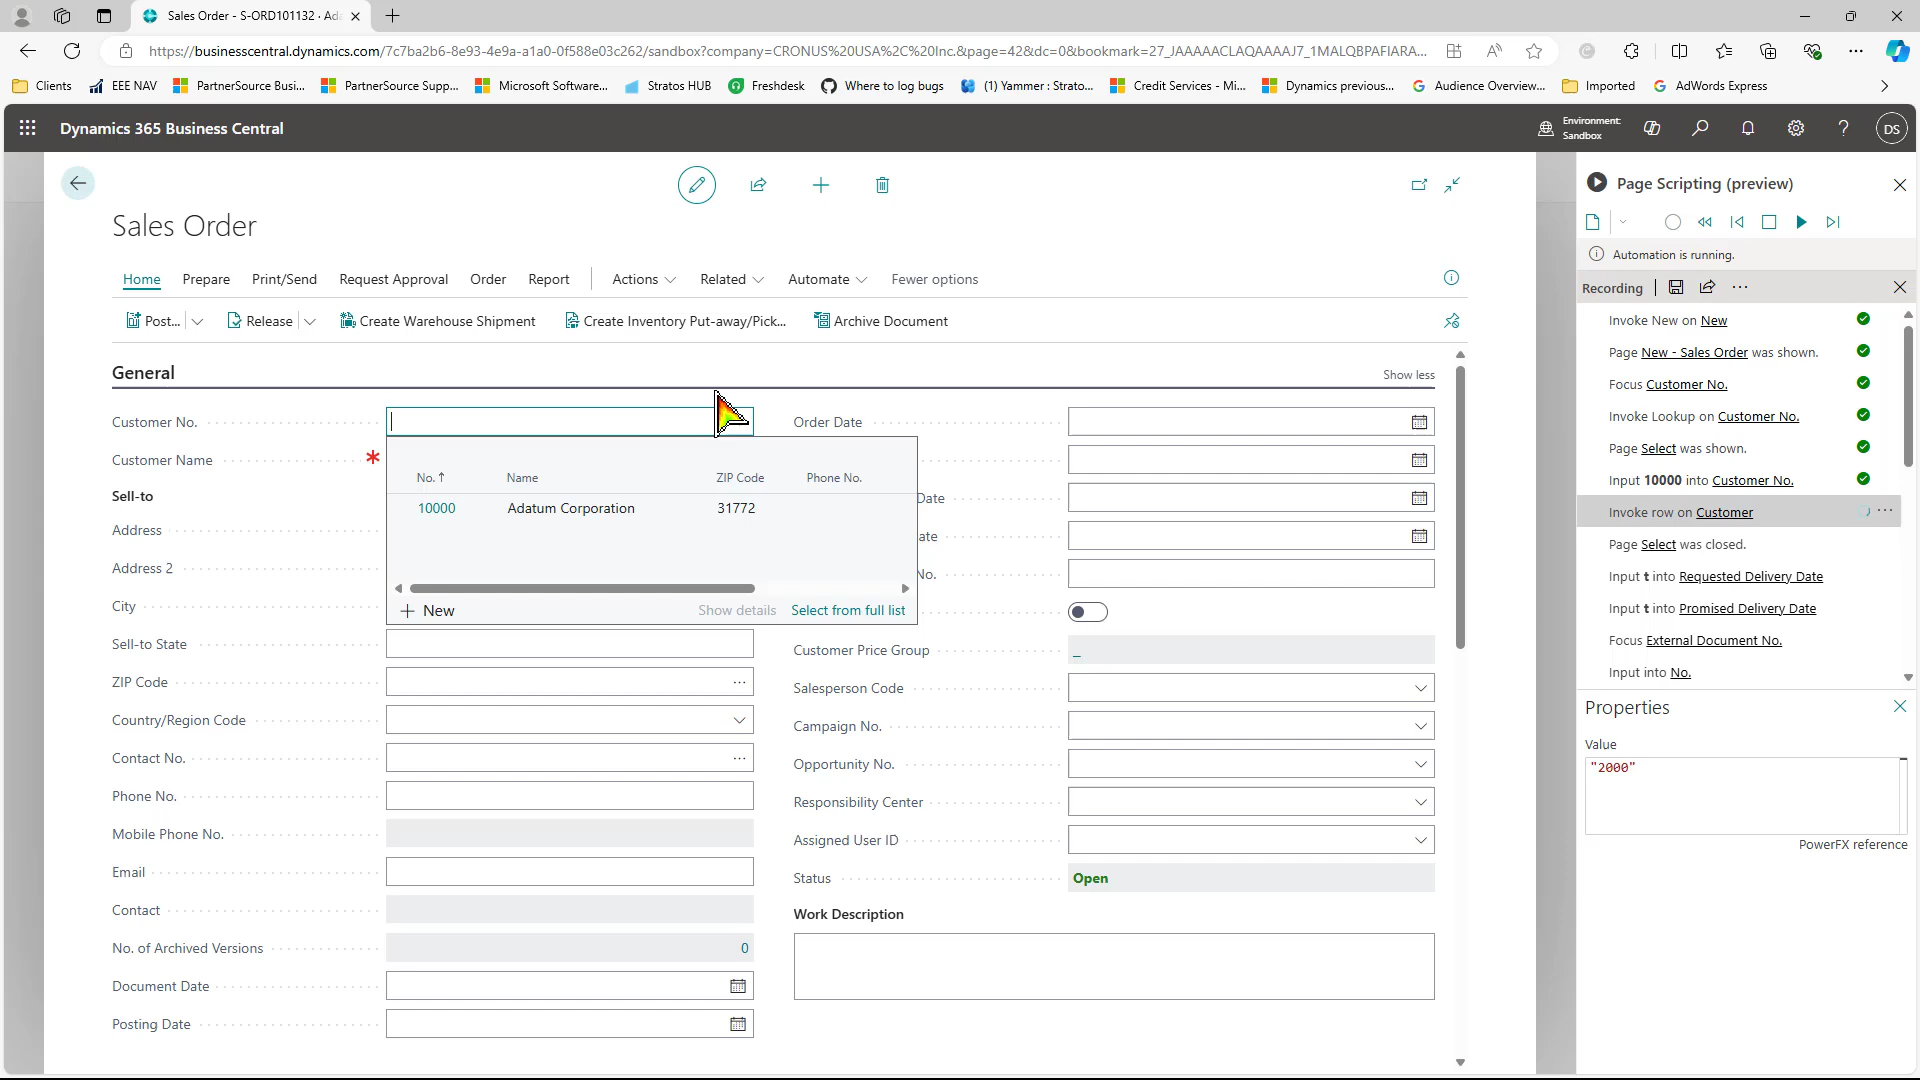 Sales Order - S-ORD101132 · Ada
https://businesscentral.dynamics.com/7c7ba2b6-8e93-4e9a-a1a0-0f588e03c262/sandbox?company=CRONUS%20USA%2C%20Inc.&page=42&dc=0&bookmark=27_JAAAAACLAQAAAAJ7_1MALQBPAFIARA...
Clients
EEE NAV
PartnerSource Busi...
PartnerSource Supp...
Microsoft Software...
Stratos HUB
Freshdesk
Where to log bugs
(1) Yammer : Strato...
Credit Services - Mi...
Dynamics previous...
Audience Overview...
Imported
AdWords Express
Dynamics 365 Business Central
Environment:
Sandbox
DS
Sales Order
Home Prepare Print/Send Request Approval Order Report Actions Related Automate Fewer options
Post... Release Create Warehouse Shipment Create Inventory Put-away/Pick... Archive Document
General
Show less
Customer No.
Customer Name *
Sell-to
Address
Address 2
City
Sell-to State
ZIP Code
Country/Region Code
Contact No.
Phone No.
Mobile Phone No.
Email
Contact
No. of Archived Versions 0
Document Date
Posting Date
No. ↑ Name ZIP Code Phone No.
10000 Adatum Corporation 31772
+ New Show details Select from full list
Order Date
Date
ate
No.
Customer Price Group _
Salesperson Code
Campaign No.
Opportunity No.
Responsibility Center
Assigned User ID
Status Open
Work Description
Page Scripting (preview)
Automation is running.
Recording
Invoke New on New
Page New - Sales Order was shown.
Focus Customer No.
Invoke Lookup on Customer No.
Page Select was shown.
Input 10000 into Customer No.
Invoke row on Customer
Page Select was closed.
Input t into Requested Delivery Date
Input t into Promised Delivery Date
Focus External Document No.
Input into No.
Properties
Value
"2000"
PowerFX reference